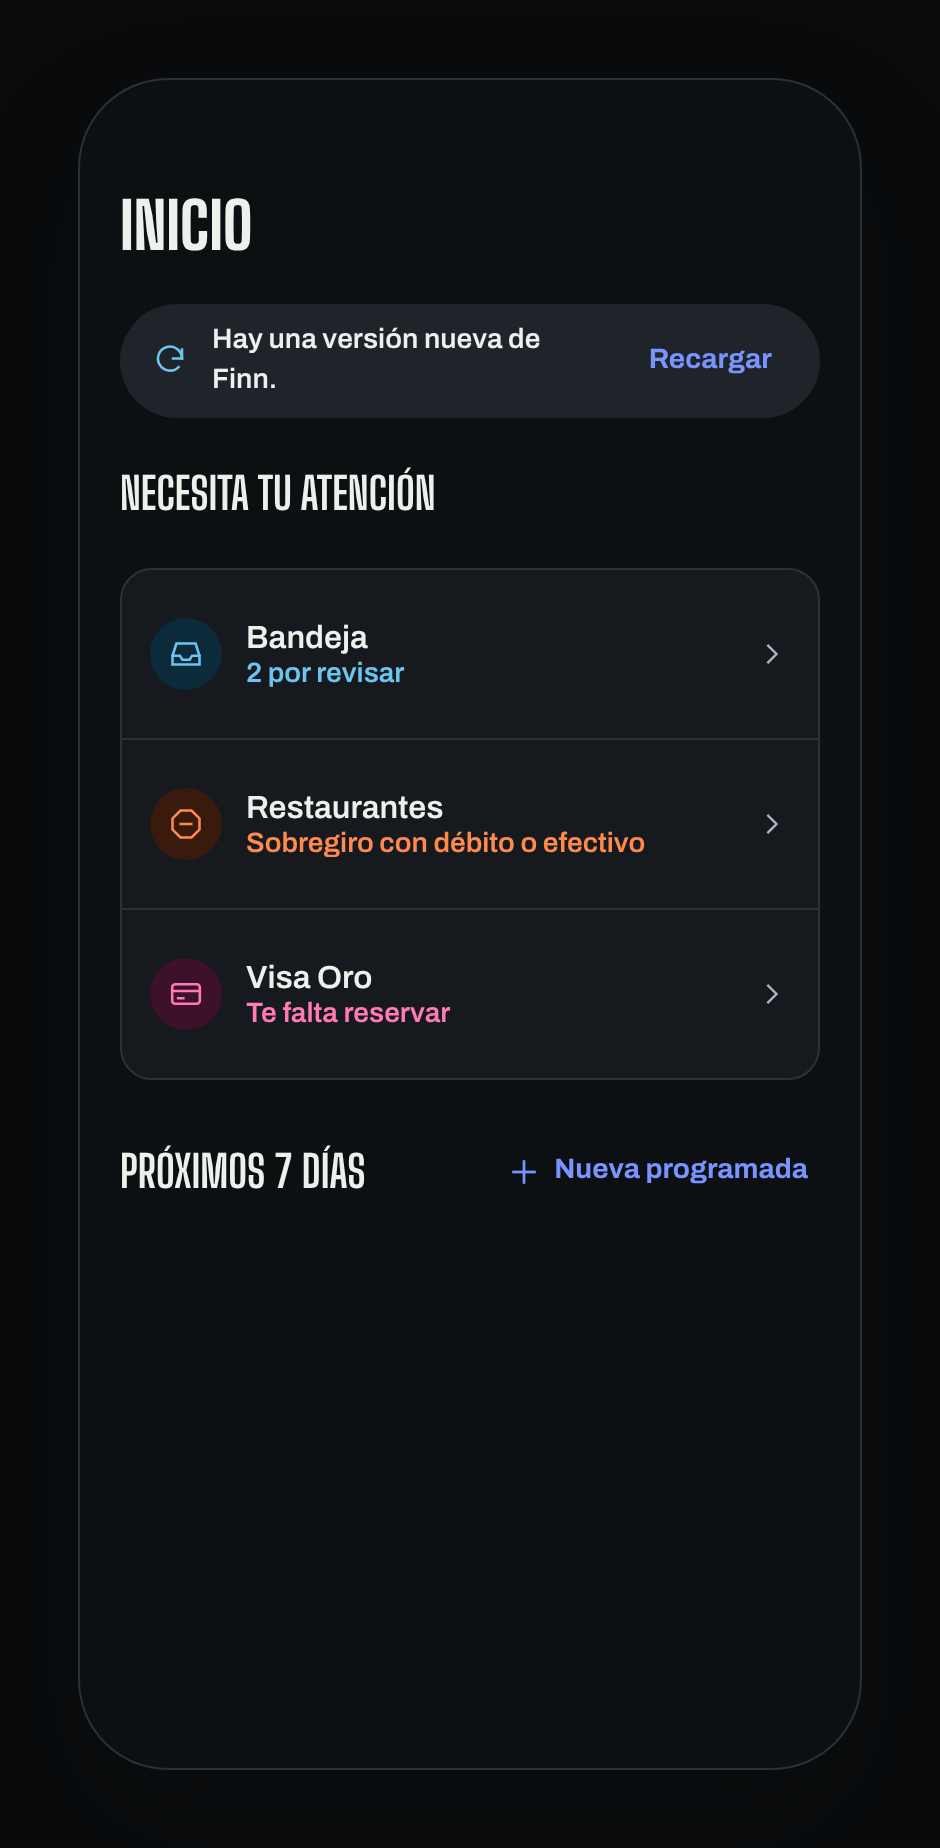 INICIO
Hay una versión nueva de
Finn.
Recargar
NECESITA TU ATENCIÓN
Bandeja
2 por revisar
Restaurantes
Sobregiro con débito o efectivo
Visa Oro
Te falta reservar
PRÓXIMOS 7 DÍAS
Nueva programada